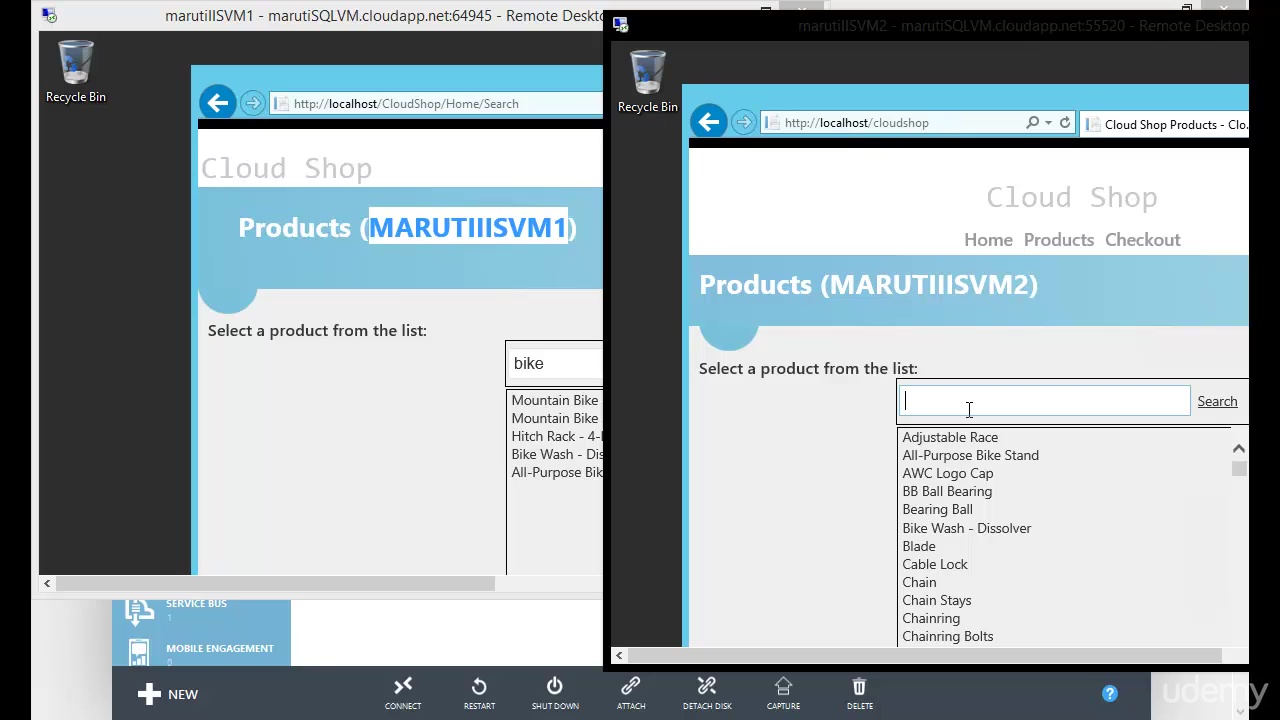 marutiIISVM1 - marutiSQLVM.cloudapp.net:64945 - Remote Deskto
Recycle Bin
http://localhost/CloudShop/Home/Search
Cloud Shop
Products (MARUTIIISVM1)
Select a product from the list:
bike
Mountain Bike
Mountain Bike
Hitch Rack - 4-
Bike Wash - Dis
All-Purpose Bik
marutiIISVM2 - marutiSQLVM.cloudapp.net:55520 - Remote Desktop
Recycle Bin
http://localhost/cloudshop
Cloud Shop Products - Clo...
Cloud Shop
Home Products Checkout
Products (MARUTIIISVM2)
Select a product from the list:
Search
Adjustable Race
All-Purpose Bike Stand
AWC Logo Cap
BB Ball Bearing
Bearing Ball
Bike Wash - Dissolver
Blade
Cable Lock
Chain
Chain Stays
Chainring
Chainring Bolts
SERVICE BUS
1
MOBILE ENGAGEMENT
0
NEW
CONNECT
RESTART
SHUT DOWN
ATTACH
DETACH DISK
CAPTURE
DELETE
?
udemy